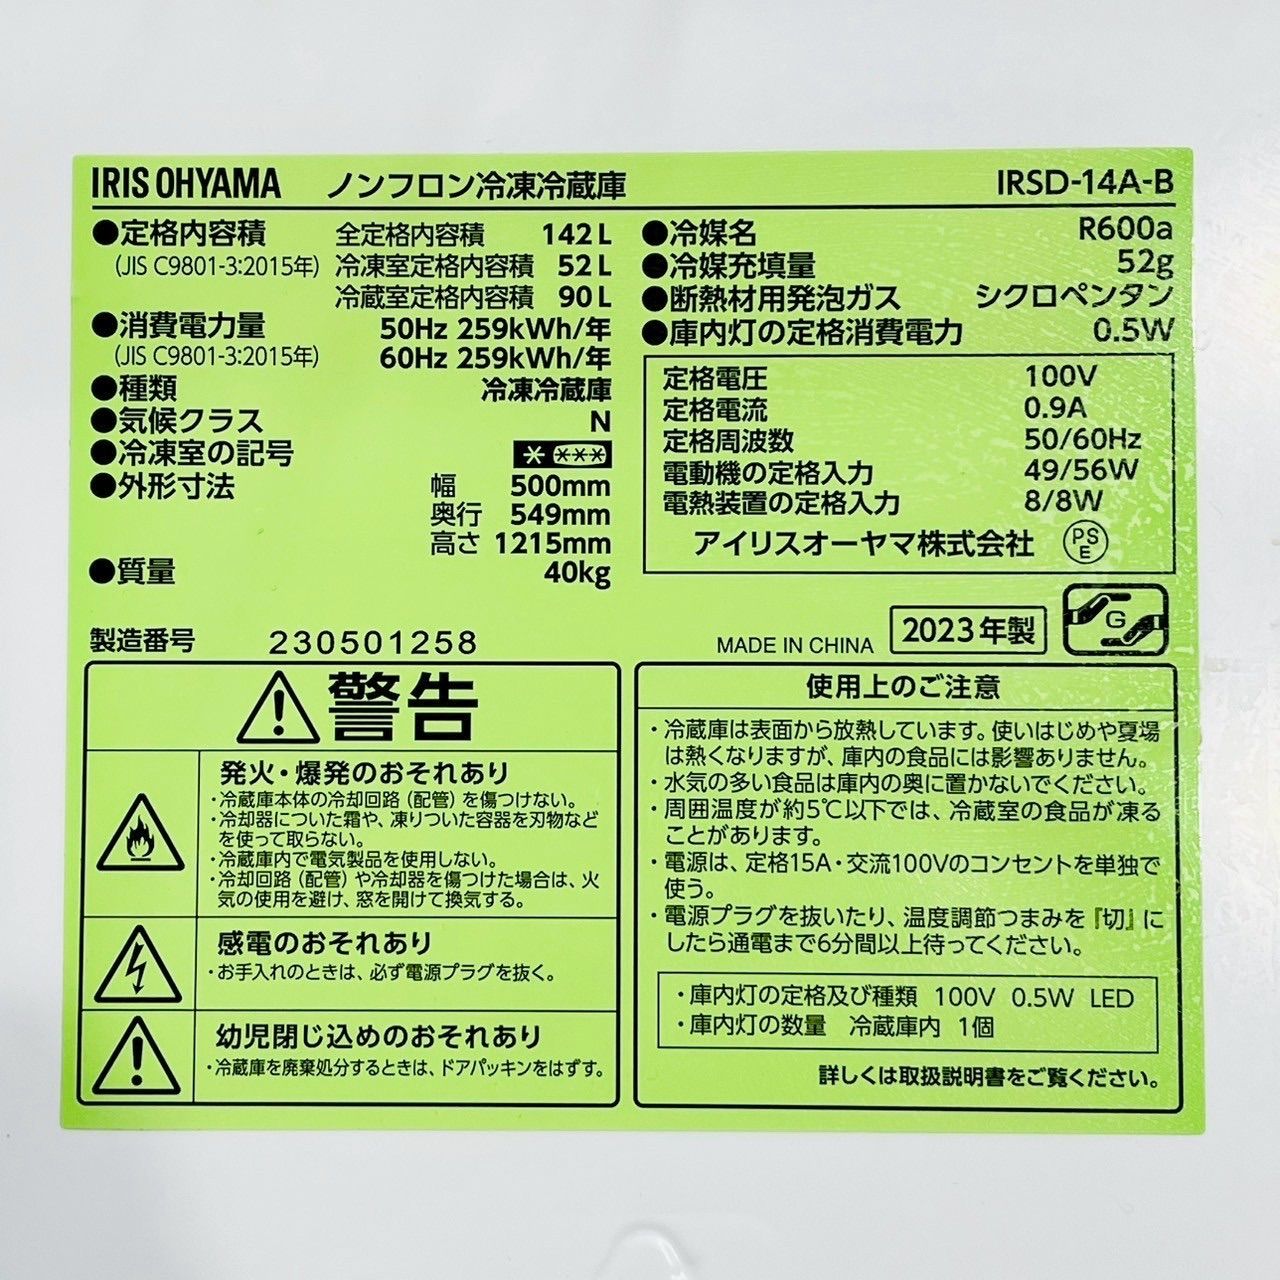 IRIS OHYAMA ノンフロン冷凍冷蔵庫 IRSD-14A-B
●定格内容積 全定格内容積 142L
(JIS C9801-3:2015年) 冷凍室定格内容積 52L
冷蔵室定格内容積 90L
●消費電力量 50Hz 259kWh/年
(JIS C9801-3:2015年) 60Hz 259kWh/年
●種類 冷凍冷蔵庫
●気候クラス N
●冷凍室の記号 * ***
●外形寸法 幅 500mm
奥行 549mm
高さ 1215mm
●質量 40kg
●冷媒名 R600a
●冷媒充填量 52g
●断熱材用発泡ガス シクロペンタン
●庫内灯の定格消費電力 0.5W
定格電圧 100V
定格電流 0.9A
定格周波数 50/60Hz
電動機の定格入力 49/56W
電熱装置の定格入力 8/8W
アイリスオーヤマ株式会社 PSE
製造番号 230501258
MADE IN CHINA 2023年製 G
警告
発火・爆発のおそれあり
・冷蔵庫本体の冷却回路（配管）を傷つけない。
・冷却器についた霜や、凍りついた容器を刃物など
を使って取らない。
・冷蔵庫内で電気製品を使用しない。
・冷却回路（配管）や冷却器を傷つけた場合は、火
気の使用を避け、窓を開けて換気する。
感電のおそれあり
・お手入れのときは、必ず電源プラグを抜く。
幼児閉じ込めのおそれあり
・冷蔵庫を廃棄処分するときは、ドアパッキンをはずす。
使用上のご注意
・冷蔵庫は表面から放熱しています。使いはじめや夏場
は熱くなりますが、庫内の食品には影響ありません。
・水気の多い食品は庫内の奥に置かないでください。
・周囲温度が約5℃以下では、冷蔵室の食品が凍る
ことがあります。
・電源は、定格15A・交流100Vのコンセントを単独で
使う。
・電源プラグを抜いたり、温度調節つまみを『切』に
したら通電まで6分間以上待ってください。
・庫内灯の定格及び種類 100V 0.5W LED
・庫内灯の数量 冷蔵庫内 1個
詳しくは取扱説明書をご覧ください。